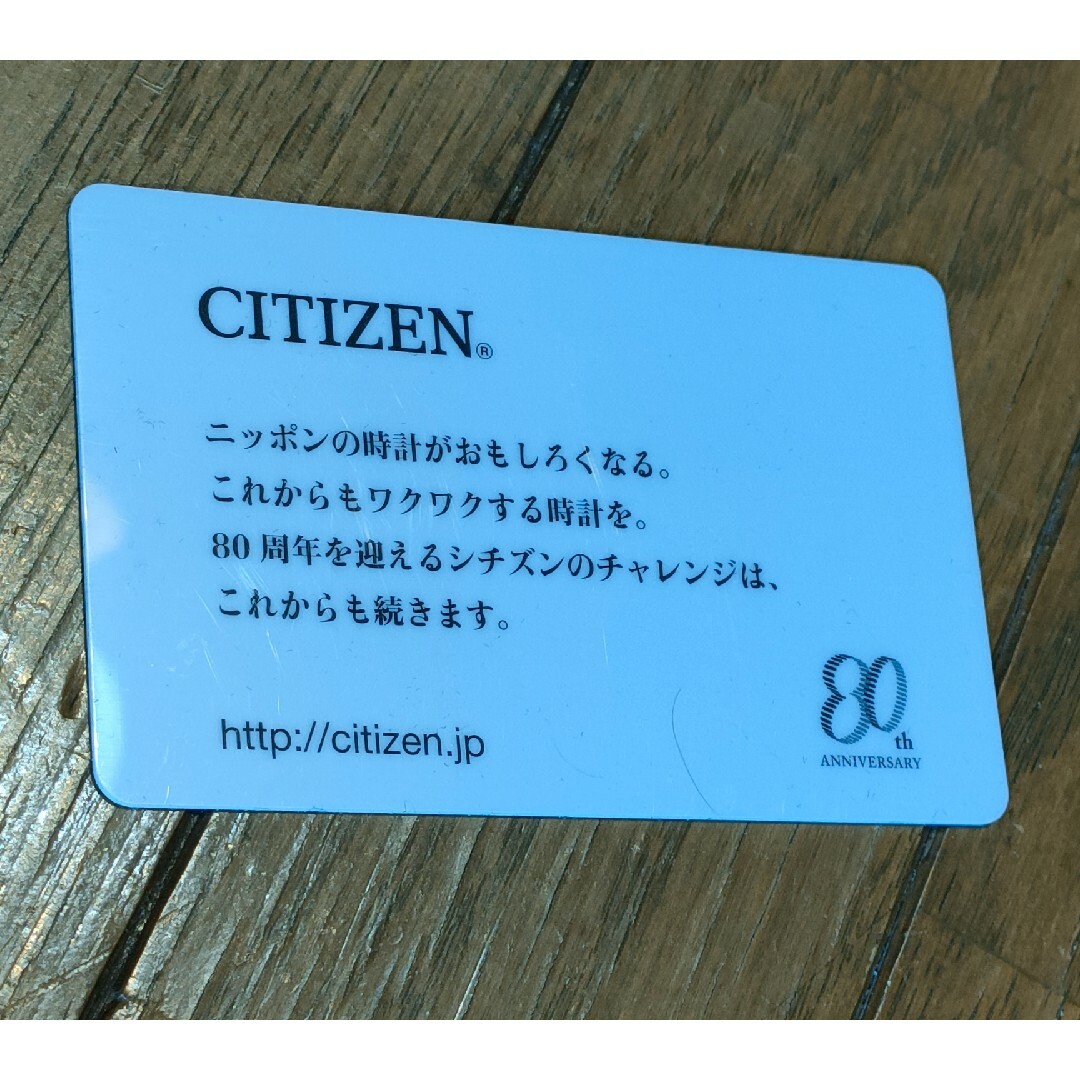 CITIZEN®
ニッポンの時計がおもしろくなる。
これからもワクワクする時計を。
80 周年を迎えるシチズンのチャレンジは、
これからも続きます。
http://citizen.jp
80th
ANNIVERSARY